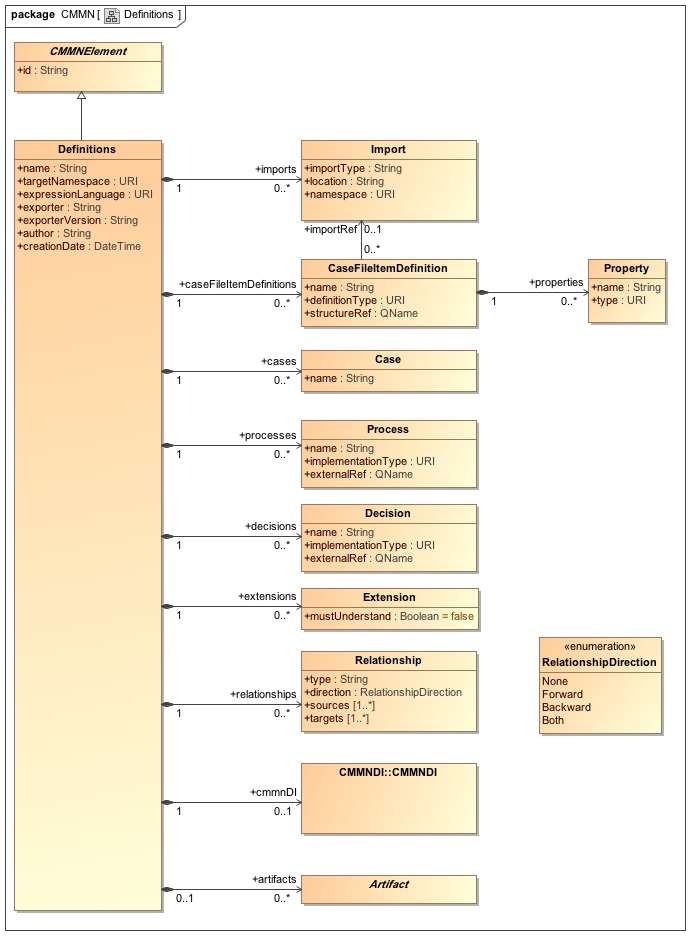 package CMMN [ Definitions ]
CMMNElement
+id : String
Definitions
+name : String
+targetNamespace : URI
+expressionLanguage : URI
+exporter : String
+exporterVersion : String
+author : String
+creationDate : DateTime
+imports
1
0..*
Import
+importType : String
+location : String
+namespace : URI
+importRef
0..1
0..*
+caseFileItemDefinitions
1
0..*
CaseFileItemDefinition
+name : String
+definitionType : URI
+structureRef : QName
+properties
1
0..*
Property
+name : String
+type : URI
+cases
1
0..*
Case
+name : String
+processes
1
0..*
Process
+name : String
+implementationType : URI
+externalRef : QName
+decisions
1
0..*
Decision
+name : String
+implementationType : URI
+externalRef : QName
+extensions
1
0..*
Extension
+mustUnderstand : Boolean = false
+relationships
1
0..*
Relationship
+type : String
+direction : RelationshipDirection
+sources [1..*]
+targets [1..*]
«enumeration»
RelationshipDirection
None
Forward
Backward
Both
+cmmnDI
1
0..1
CMMNDI::CMMNDI
+artifacts
0..1
0..*
Artifact